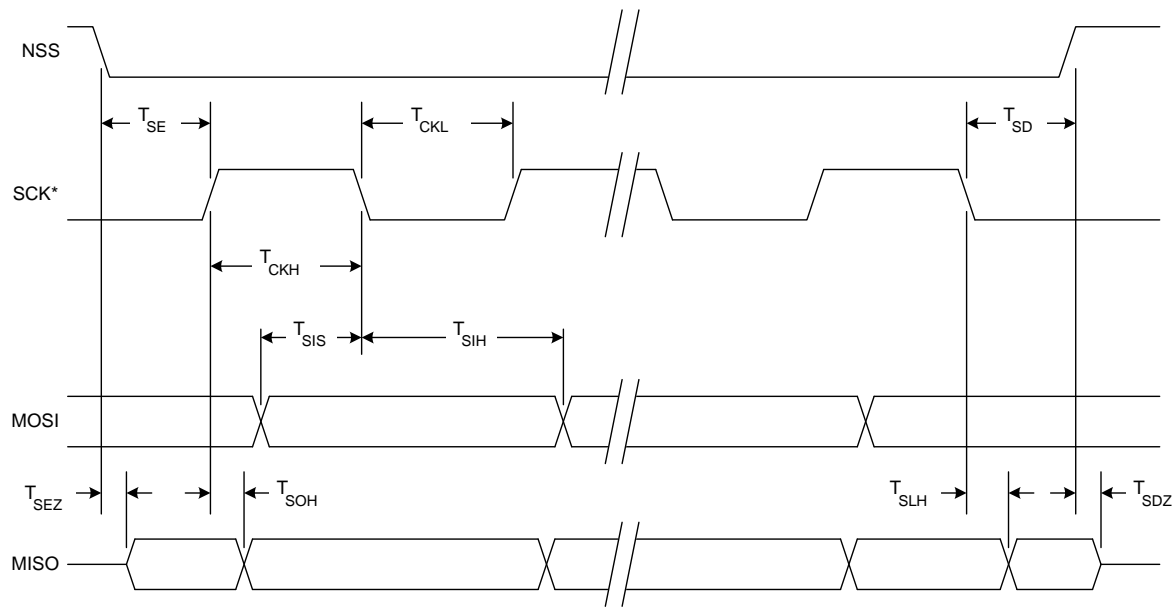 NSS
T_SE
T_CKL
T_SD
SCK*
T_CKH
T_SIS
T_SIH
MOSI
T_SEZ
T_SOH
T_SLH
T_SDZ
MISO